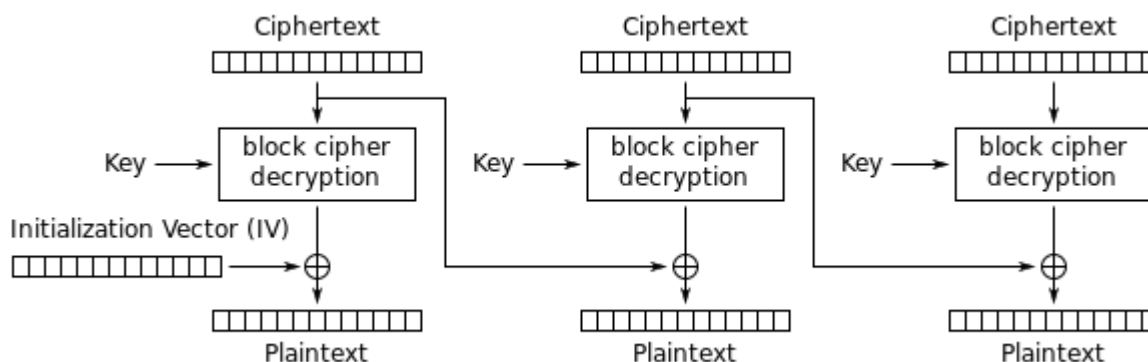 Ciphertext
Ciphertext
Ciphertext
Key
block cipher
decryption
Key
block cipher
decryption
Key
block cipher
decryption
Initialization Vector (IV)
Plaintext
Plaintext
Plaintext